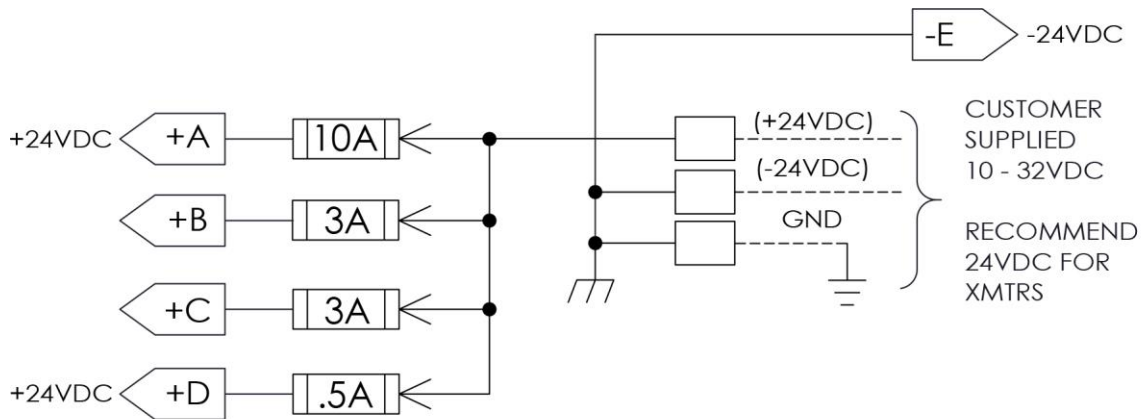 -E
-24VDC
+24VDC
+A
10A
(+24VDC)
CUSTOMER
SUPPLIED
10 - 32VDC
+B
3A
(-24VDC)
GND
RECOMMEND
24VDC FOR
XMTRS
+C
3A
+24VDC
+D
.5A